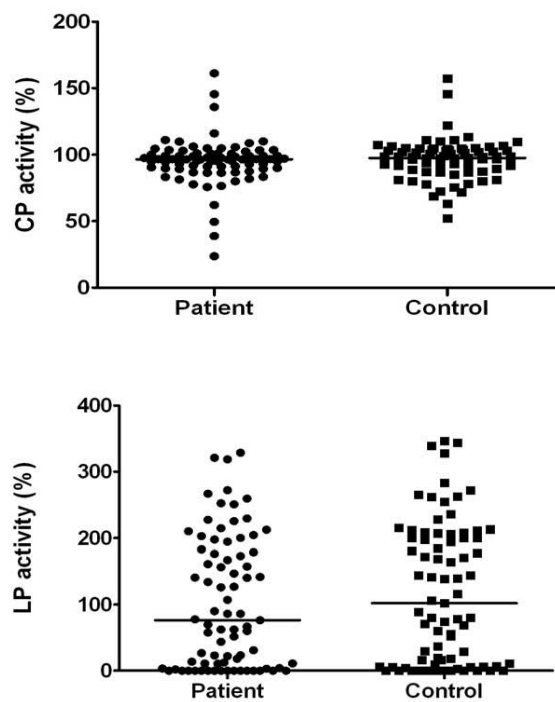 CP activity (%)
200
150
100
50
0
Patient
Control
LP activity (%)
400
300
200
100
0
Patient
Control